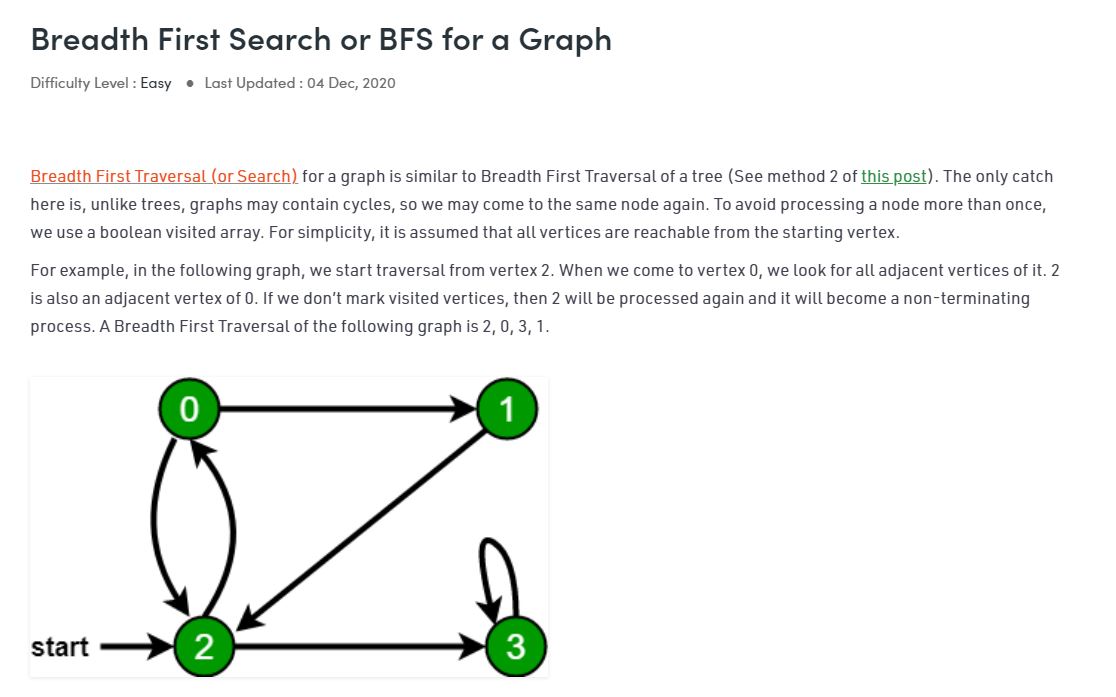 Breadth First Search or BFS for a Graph
Difficulty Level : Easy ● Last Updated : 04 Dec, 2020
Breadth First Traversal (or Search) for a graph is similar to Breadth First Traversal of a tree (See method 2 of this post). The only catch
here is, unlike trees, graphs may contain cycles, so we may come to the same node again. To avoid processing a node more than once,
we use a boolean visited array. For simplicity, it is assumed that all vertices are reachable from the starting vertex.
For example, in the following graph, we start traversal from vertex 2. When we come to vertex 0, we look for all adjacent vertices of it. 2
is also an adjacent vertex of 0. If we don’t mark visited vertices, then 2 will be processed again and it will become a non-terminating
process. A Breadth First Traversal of the following graph is 2, 0, 3, 1.
0 1
start 2 3